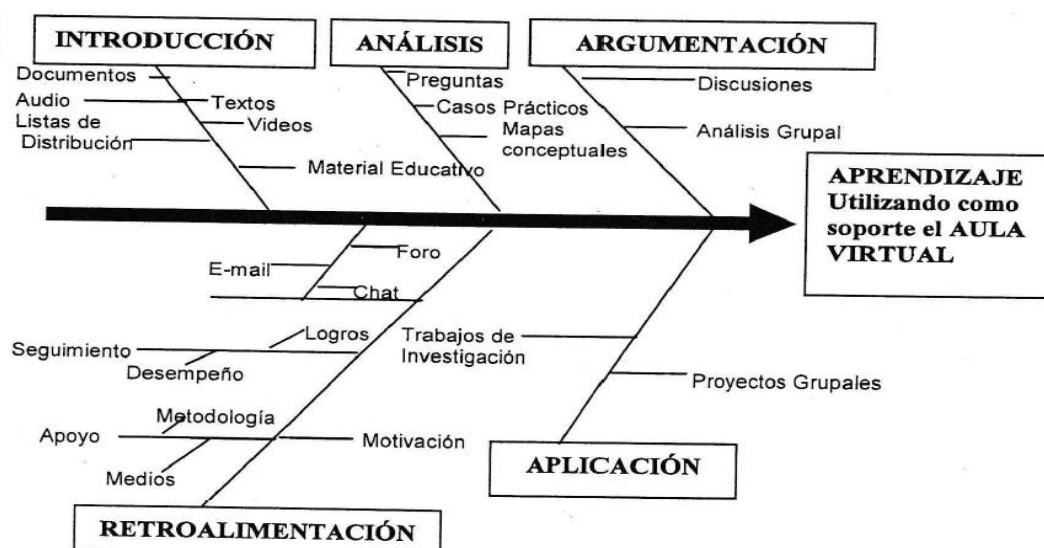 INTRODUCCIÓN
Documentos
Audio
Textos
Listas de
Distribución
Videos
Material Educativo
ANÁLISIS
Preguntas
Casos Prácticos
Mapas
conceptuales
ARGUMENTACIÓN
Discusiones
Análisis Grupal
APRENDIZAJE
Utilizando como
soporte el AULA
VIRTUAL
Foro
E-mail
Chat
Logros
Seguimiento
Desempeño
Metodología
Apoyo
Motivación
Medios
RETROALIMENTACIÓN
Trabajos de
Investigación
Proyectos Grupales
APLICACIÓN